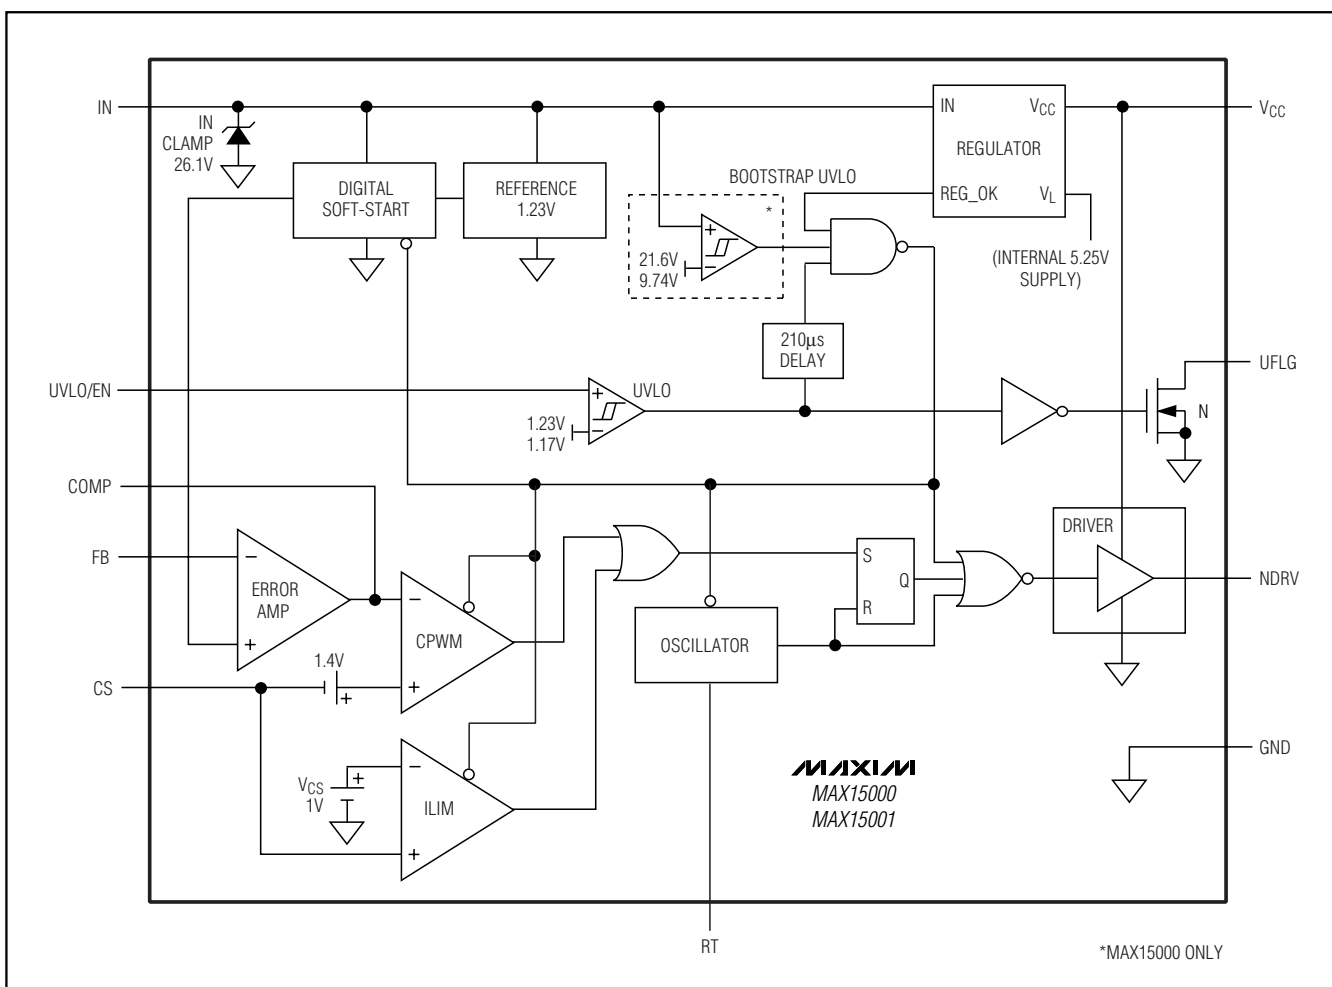 IN
IN
CLAMP
26.1V
DIGITAL
SOFT-START
REFERENCE
1.23V
BOOTSTRAP UVLO
*
+
−
21.6V
9.74V
IN
VCC
REGULATOR
REG_OK
VL
VCC
(INTERNAL 5.25V
SUPPLY)
210μs
DELAY
UVLO/EN
+
−
UVLO
1.23V
1.17V
UFLG
N
COMP
FB
−
ERROR
AMP
+
−
CPWM
+
1.4V
+
CS
S
Q
R
OSCILLATOR
DRIVER
NDRV
VCS
1V
+
−
ILIM
+
MAXIM
MAX15000
MAX15001
GND
RT
*MAX15000 ONLY